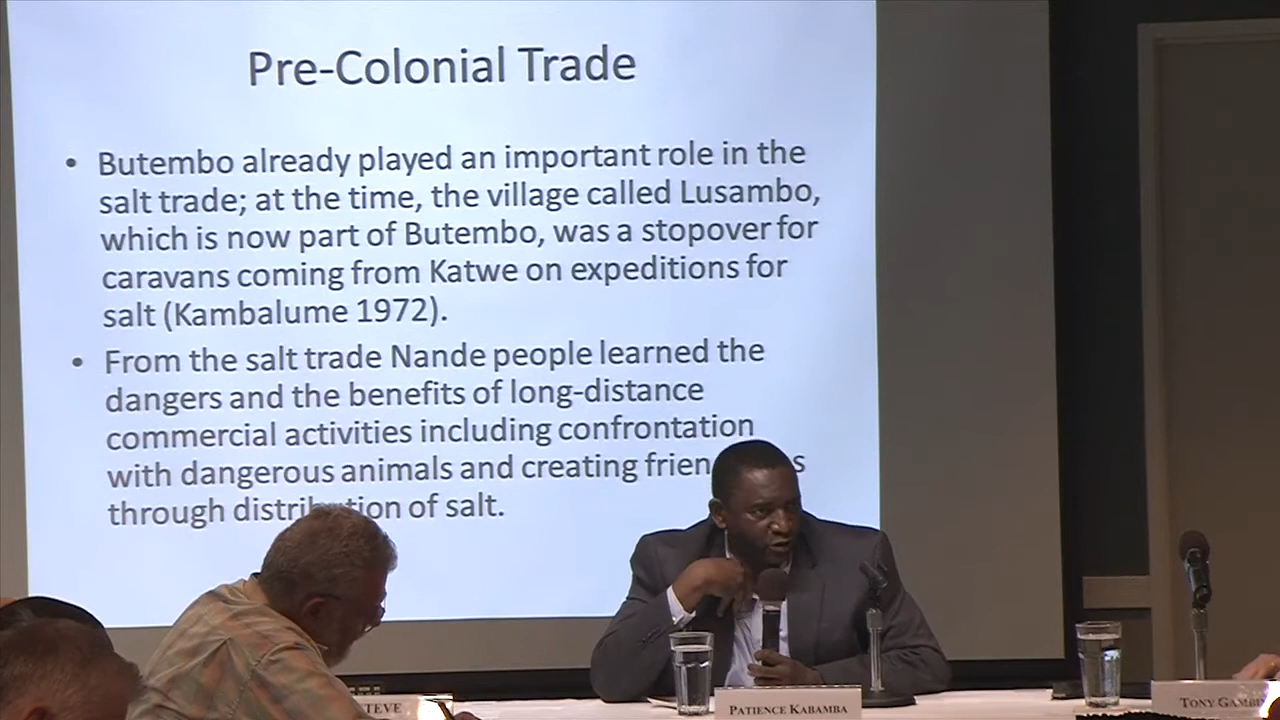 Pre-Colonial Trade
• Butembo already played an important role in the
salt trade; at the time, the village called Lusambo,
which is now part of Butembo, was a stopover for
caravans coming from Katwe on expeditions for
salt (Kambalume 1972).
• From the salt trade Nande people learned the
dangers and the benefits of long-distance
commercial activities including confrontation
with dangerous animals and creating
through distribution of salt.
PATIENCE KABAMBA
TONY